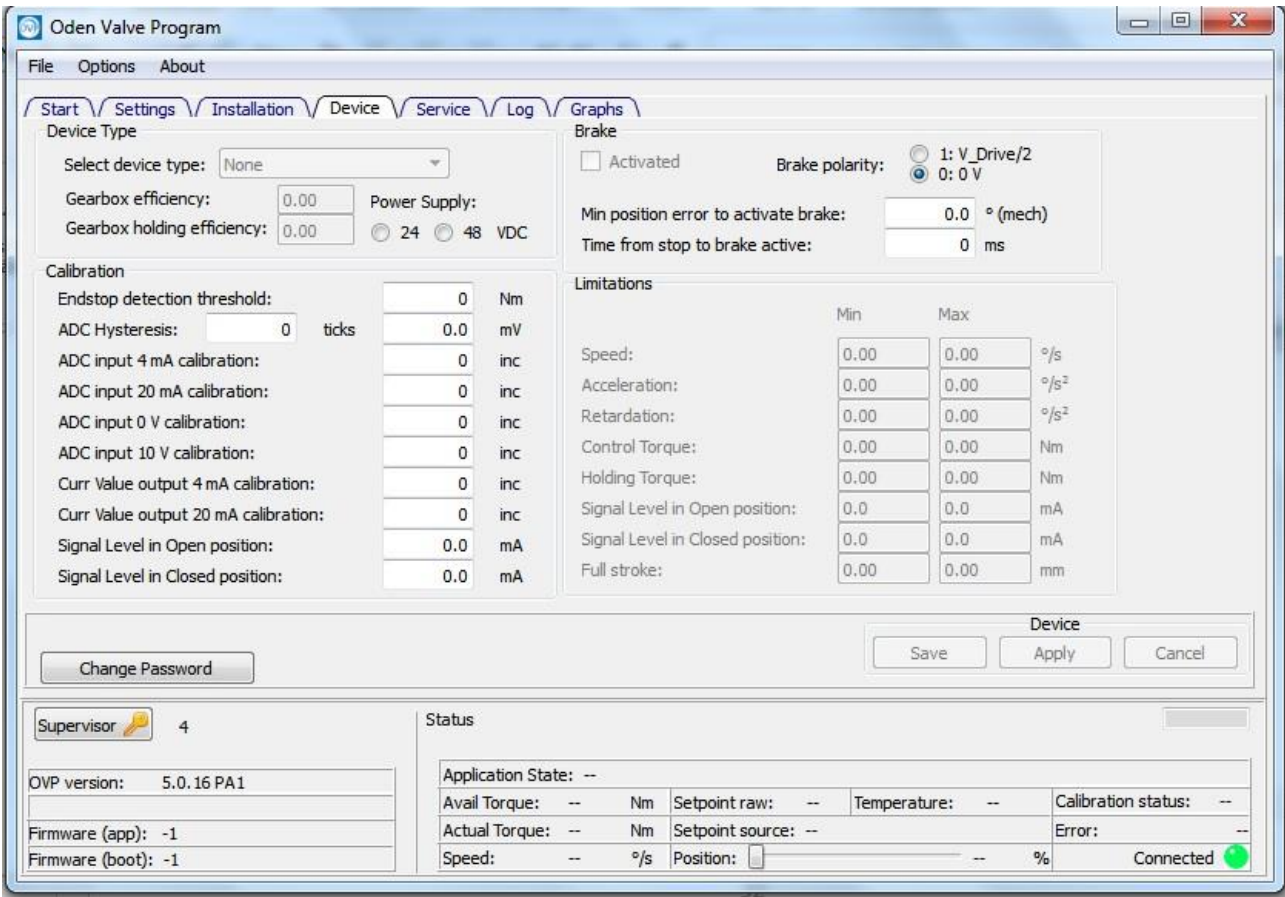 Oden Valve Program
File Options About
Start Settings Installation Device Service Log Graphs
Device Type
Select device type: None
Gearbox efficiency: 0.00 Power Supply:
Gearbox holding efficiency: 0.00 24 48 VDC
Brake
Activated Brake polarity: 1: V_Drive/2
0: 0 V
Min position error to activate brake: 0.0 ° (mech)
Time from stop to brake active: 0 ms
Calibration
Endstop detection threshold: 0 Nm
ADC Hysteresis: 0 ticks 0.0 mV
ADC input 4 mA calibration: 0 inc
ADC input 20 mA calibration: 0 inc
ADC input 0 V calibration: 0 inc
ADC input 10 V calibration: 0 inc
Curr Value output 4 mA calibration: 0 inc
Curr Value output 20 mA calibration: 0 inc
Signal Level in Open position: 0.0 mA
Signal Level in Closed position: 0.0 mA
Limitations
Min Max
Speed: 0.00 0.00 °/s
Acceleration: 0.00 0.00 °/s²
Retardation: 0.00 0.00 °/s²
Control Torque: 0.00 0.00 Nm
Holding Torque: 0.00 0.00 Nm
Signal Level in Open position: 0.0 0.0 mA
Signal Level in Closed position: 0.0 0.0 mA
Full stroke: 0.00 0.00 mm
Change Password
Device
Save Apply Cancel
Supervisor 4
OVP version: 5.0.16 PA1
Firmware (app): -1
Firmware (boot): -1
Status
Application State: --
Avail Torque: -- Nm Setpoint raw: -- Temperature: -- Calibration status: --
Actual Torque: -- Nm Setpoint source: -- Error: --
Speed: -- °/s Position: -- % Connected